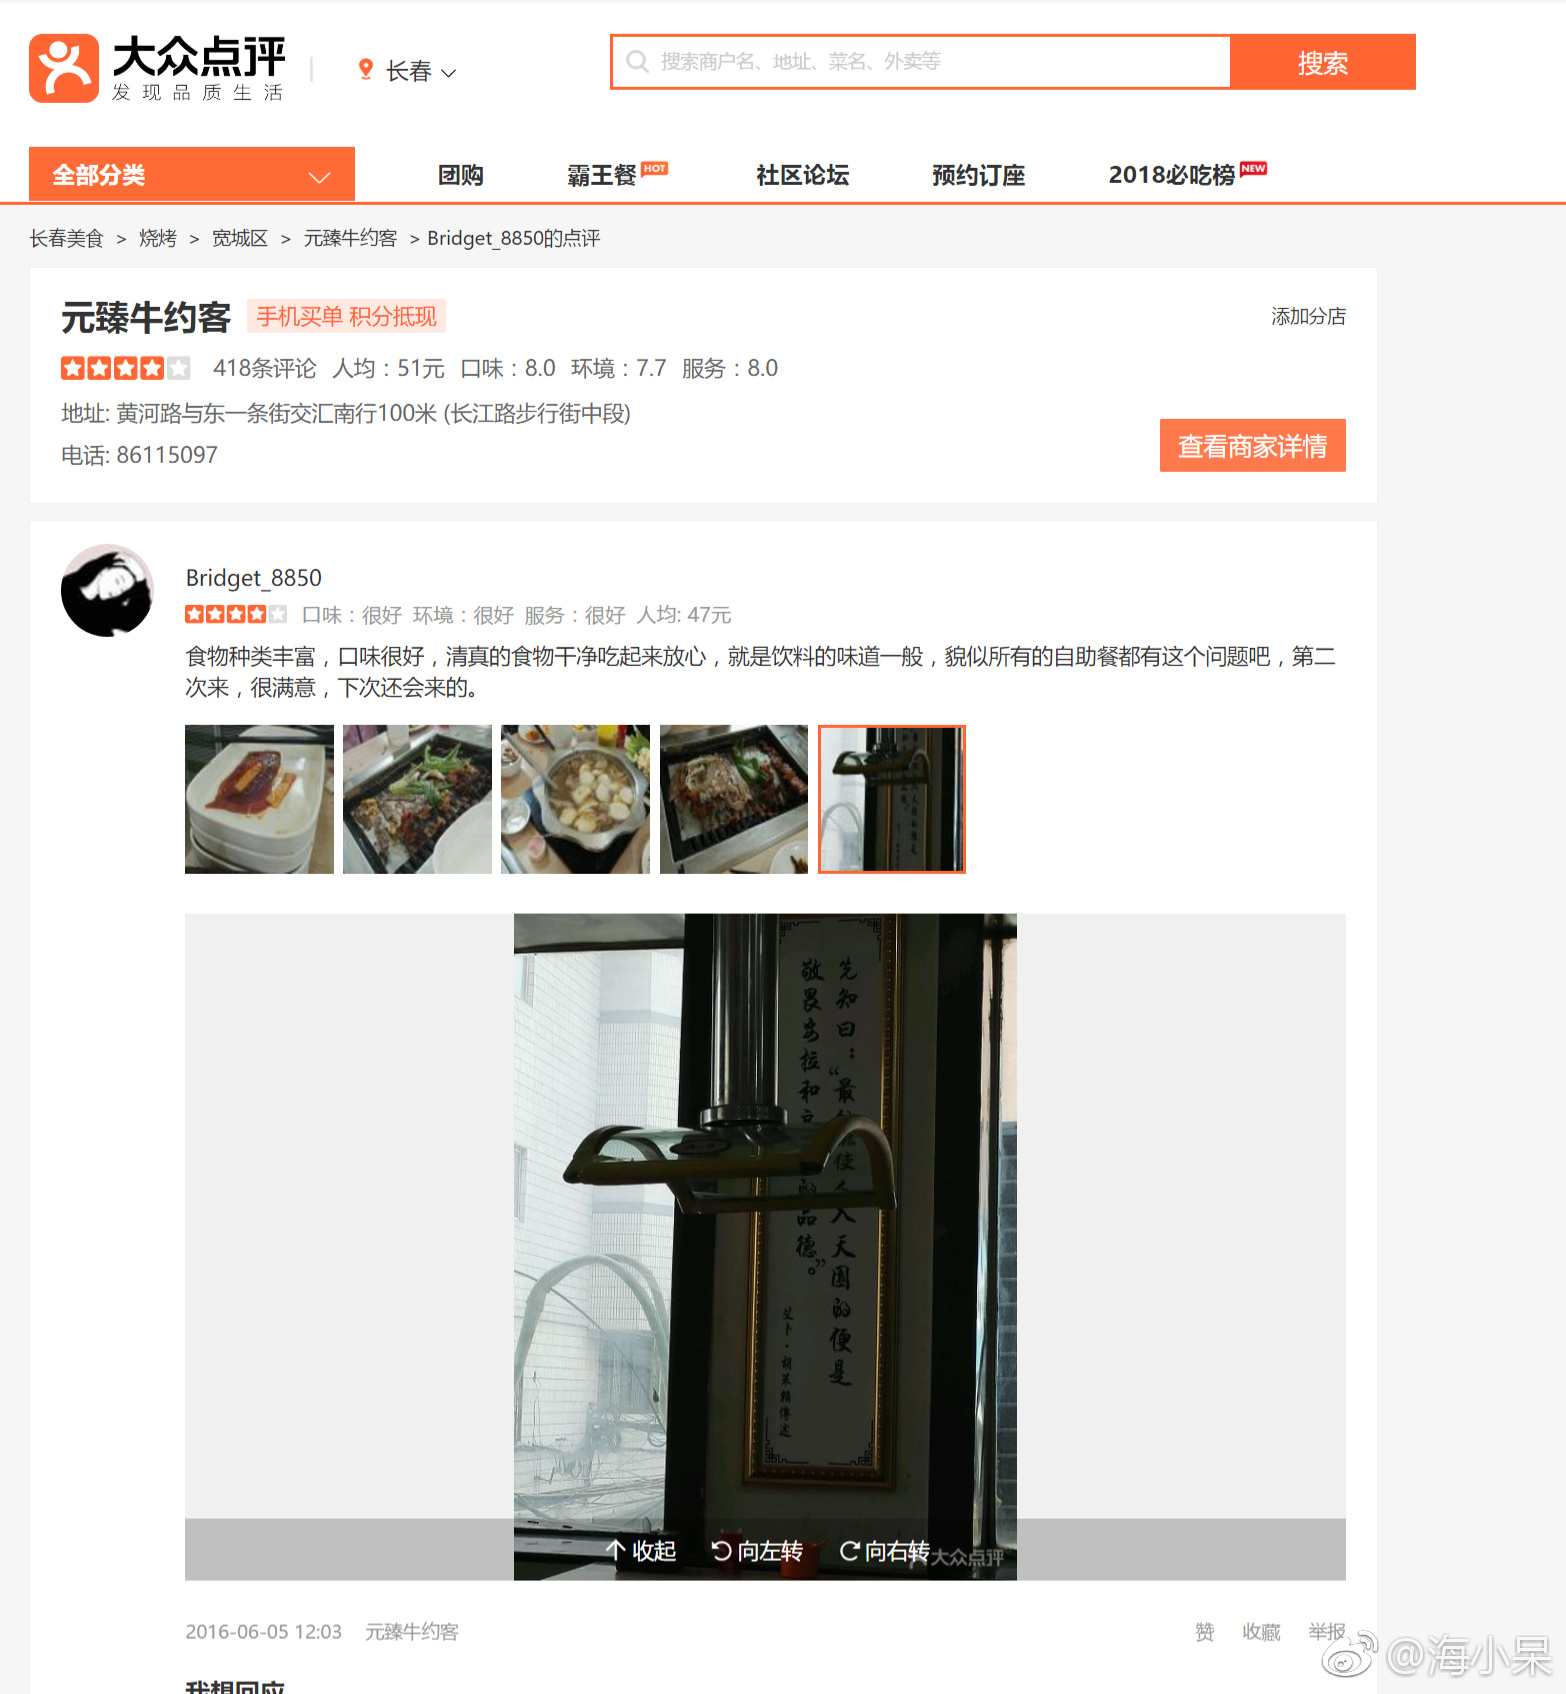 大众点评
发现品质生活
长春
搜索商户名、地址、菜名、外卖等
搜索
全部分类
团购
霸王餐 HOT
社区论坛
预约订座
2018必吃榜 NEW
长春美食 > 烧烤 > 宽城区 > 元臻牛约客 > Bridget_8850的点评
元臻牛约客 手机买单 积分抵现
添加分店
418条评论 人均：51元 口味：8.0 环境：7.7 服务：8.0
地址: 黄河路与东一条街交汇南行100米 (长江路步行街中段)
电话: 86115097
查看商家详情
Bridget_8850
口味：很好 环境：很好 服务：很好 人均: 47元
食物种类丰富，口味很好，清真的食物干净吃起来放心，就是饮料的味道一般，貌似所有的自助餐都有这个问题吧，第二
次来，很满意，下次还会来的。
先知曰：“最 使 人入天园的便是
敬畏安拉和 的品德。”
艾卜·胡莱赖传述
收起 向左转 向右转
大众点评
2016-06-05 12:03 元臻牛约客
赞 收藏 举报
@海小呆
我想回应